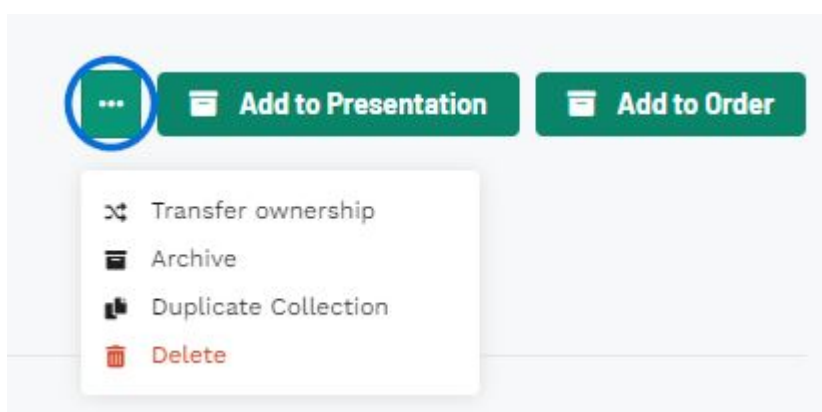 Add to Presentation
Add to Order
Transfer ownership
Archive
Duplicate Collection
Delete